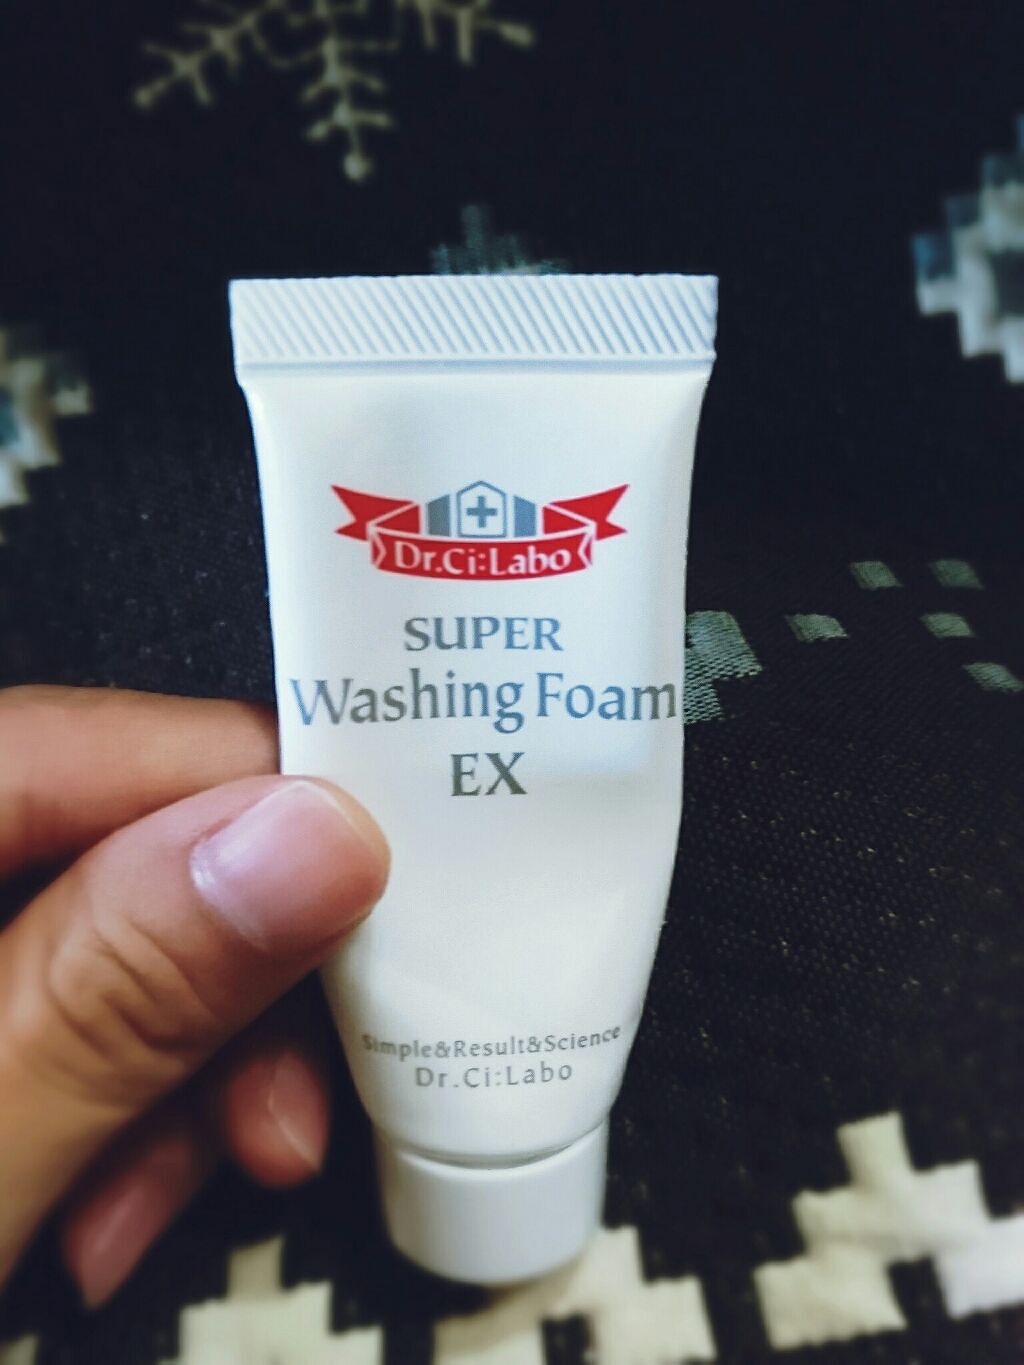 Dr.Ci:Labo
SUPER
Washing Foam
EX
Simple&Result&Science
Dr.Ci:Labo